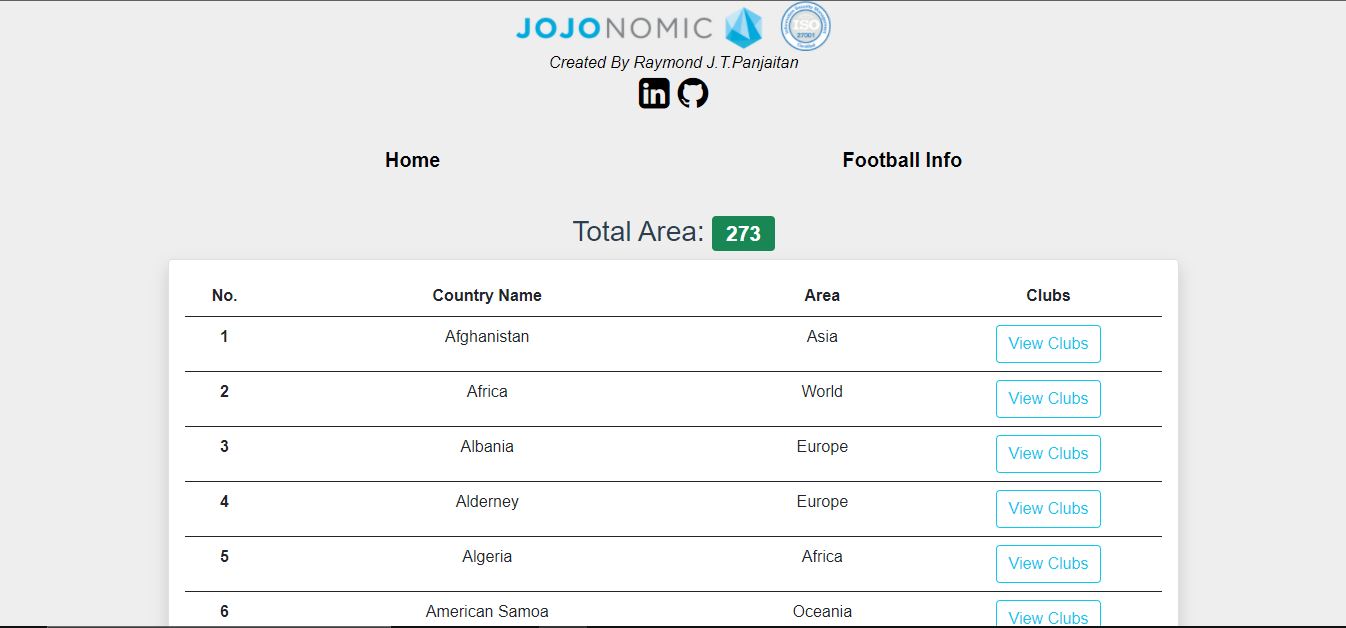 JOJONOMIC
ISO
27001
Created By Raymond J.T.Panjaitan
in
Home Football Info
Total Area: 273
No. Country Name Area Clubs
1 Afghanistan Asia View Clubs
2 Africa World View Clubs
3 Albania Europe View Clubs
4 Alderney Europe View Clubs
5 Algeria Africa View Clubs
6 American Samoa Oceania View Clubs